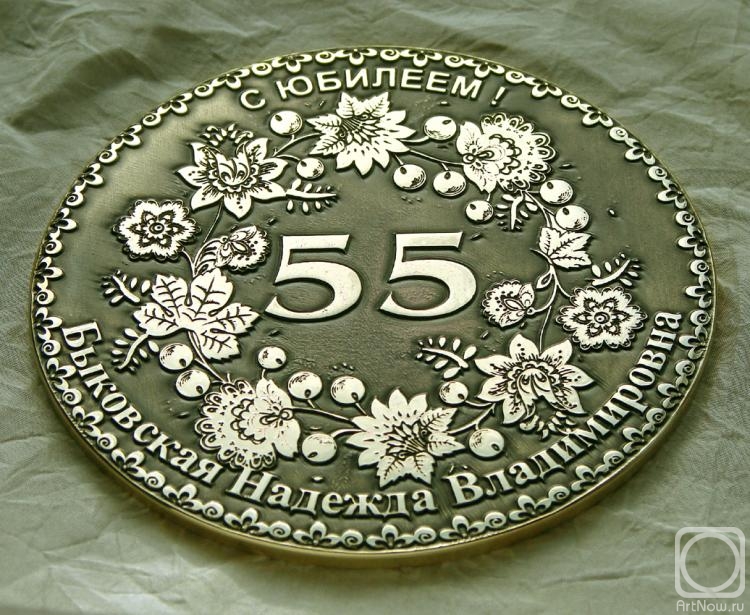 С ЮБИЛЕЕМ !
55
Быковская Надежда Владимировна
ArtNow.ru